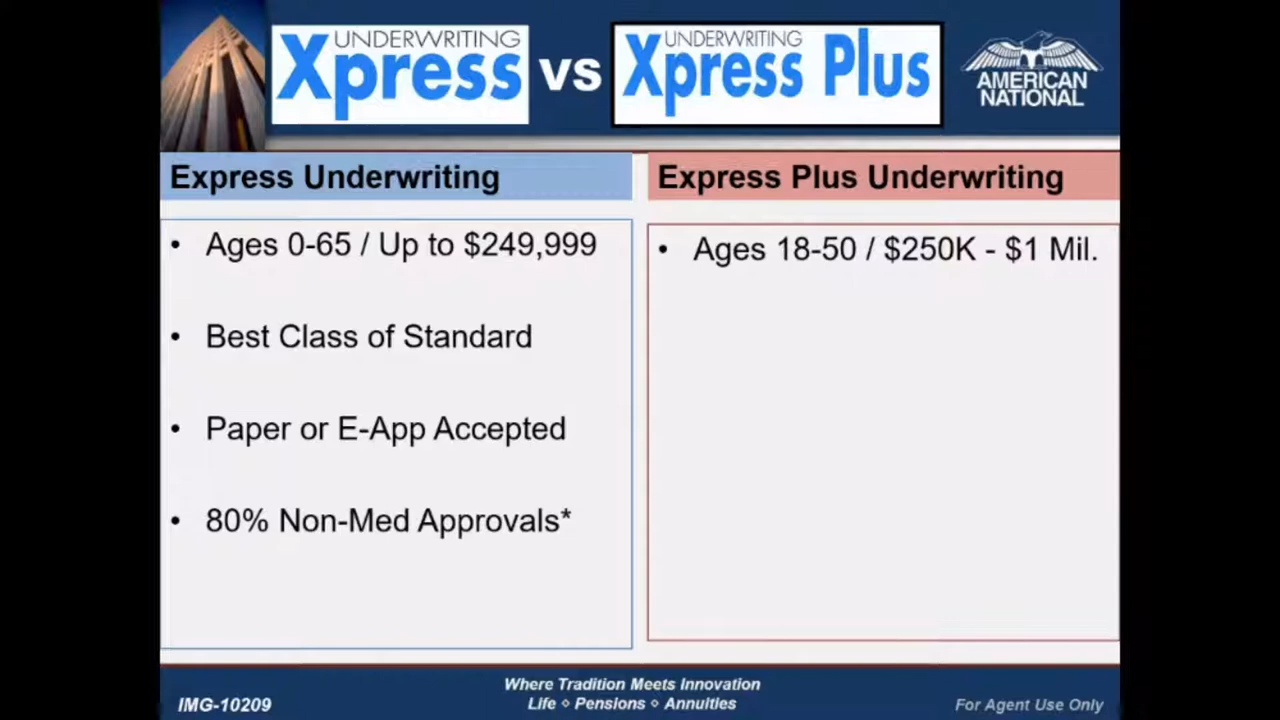 UNDERWRITING
Xpress
vs
UNDERWRITING
Xpress Plus
AMERICAN
NATIONAL
Express Underwriting
• Ages 0-65 / Up to $249,999
• Best Class of Standard
• Paper or E-App Accepted
• 80% Non-Med Approvals*
Express Plus Underwriting
• Ages 18-50 / $250K - $1 Mil.
IMG-10209
Where Tradition Meets Innovation
Life ⋄ Pensions ⋄ Annuities
For Agent Use Only